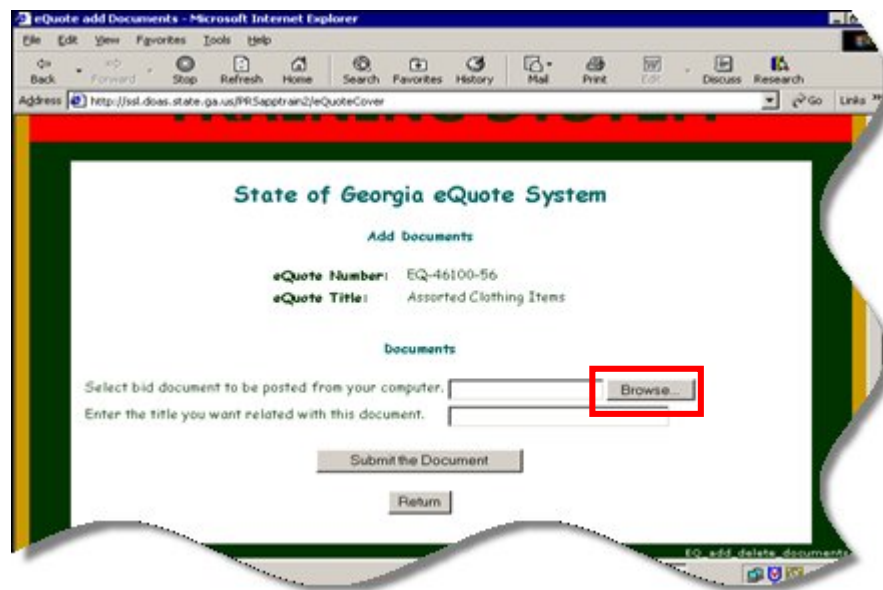 eQuote add Documents - Microsoft Internet Explorer
File Edit View Favorites Tools Help
Back Forward Stop Refresh Home Search Favorites History Mail Print Edit Discuss Research
Address http://ssl.doas.state.ga.us/PRSapptrain2/eQuoteCover Go Links
TRAINING SYSTEM
State of Georgia eQuote System
Add Documents
eQuote Number: EQ-46100-56
eQuote Title: Assorted Clothing Items
Documents
Select bid document to be posted from your computer. Browse...
Enter the title you want related with this document.
Submit the Document
Return
EQ_add_delete_documents